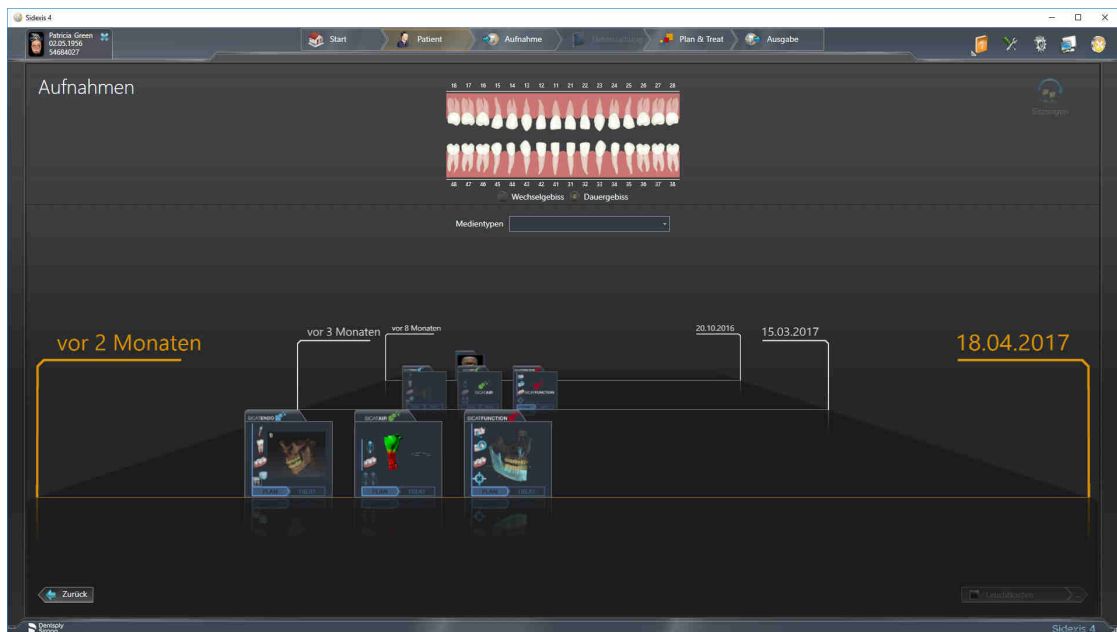 Sidexis 4
Patricia Green
02.05.1956
54684027
Start
Patient
Aufnahme
Plan & Treat
Ausgabe
Aufnahmen
18 17 16 15 14 13 12 11 21 22 23 24 25 26 27 28
48 47 46 45 44 43 42 41 31 32 33 34 35 36 37 38
Wechselgebiss Dauergebiss
Medientypen
vor 2 Monaten
vor 3 Monaten
vor 8 Monaten
20.10.2016
15.03.2017
18.04.2017
SICATAIR
SICATFUNCTION
SICATENDO
SICATAIR
SICATFUNCTION
PLAN
PLAN
PLAN
Zurück
Leuchtkasten
Dentsply
Sirona
Sidexis 4